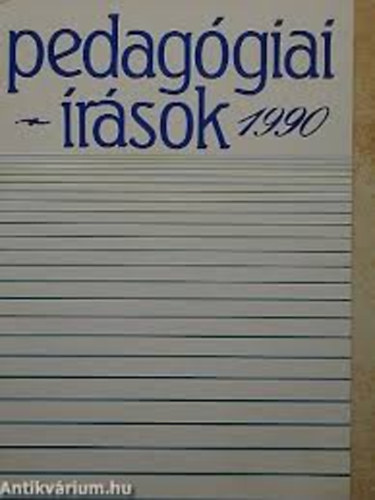 pedagógiai
írások 1990
Antikvárium.hu